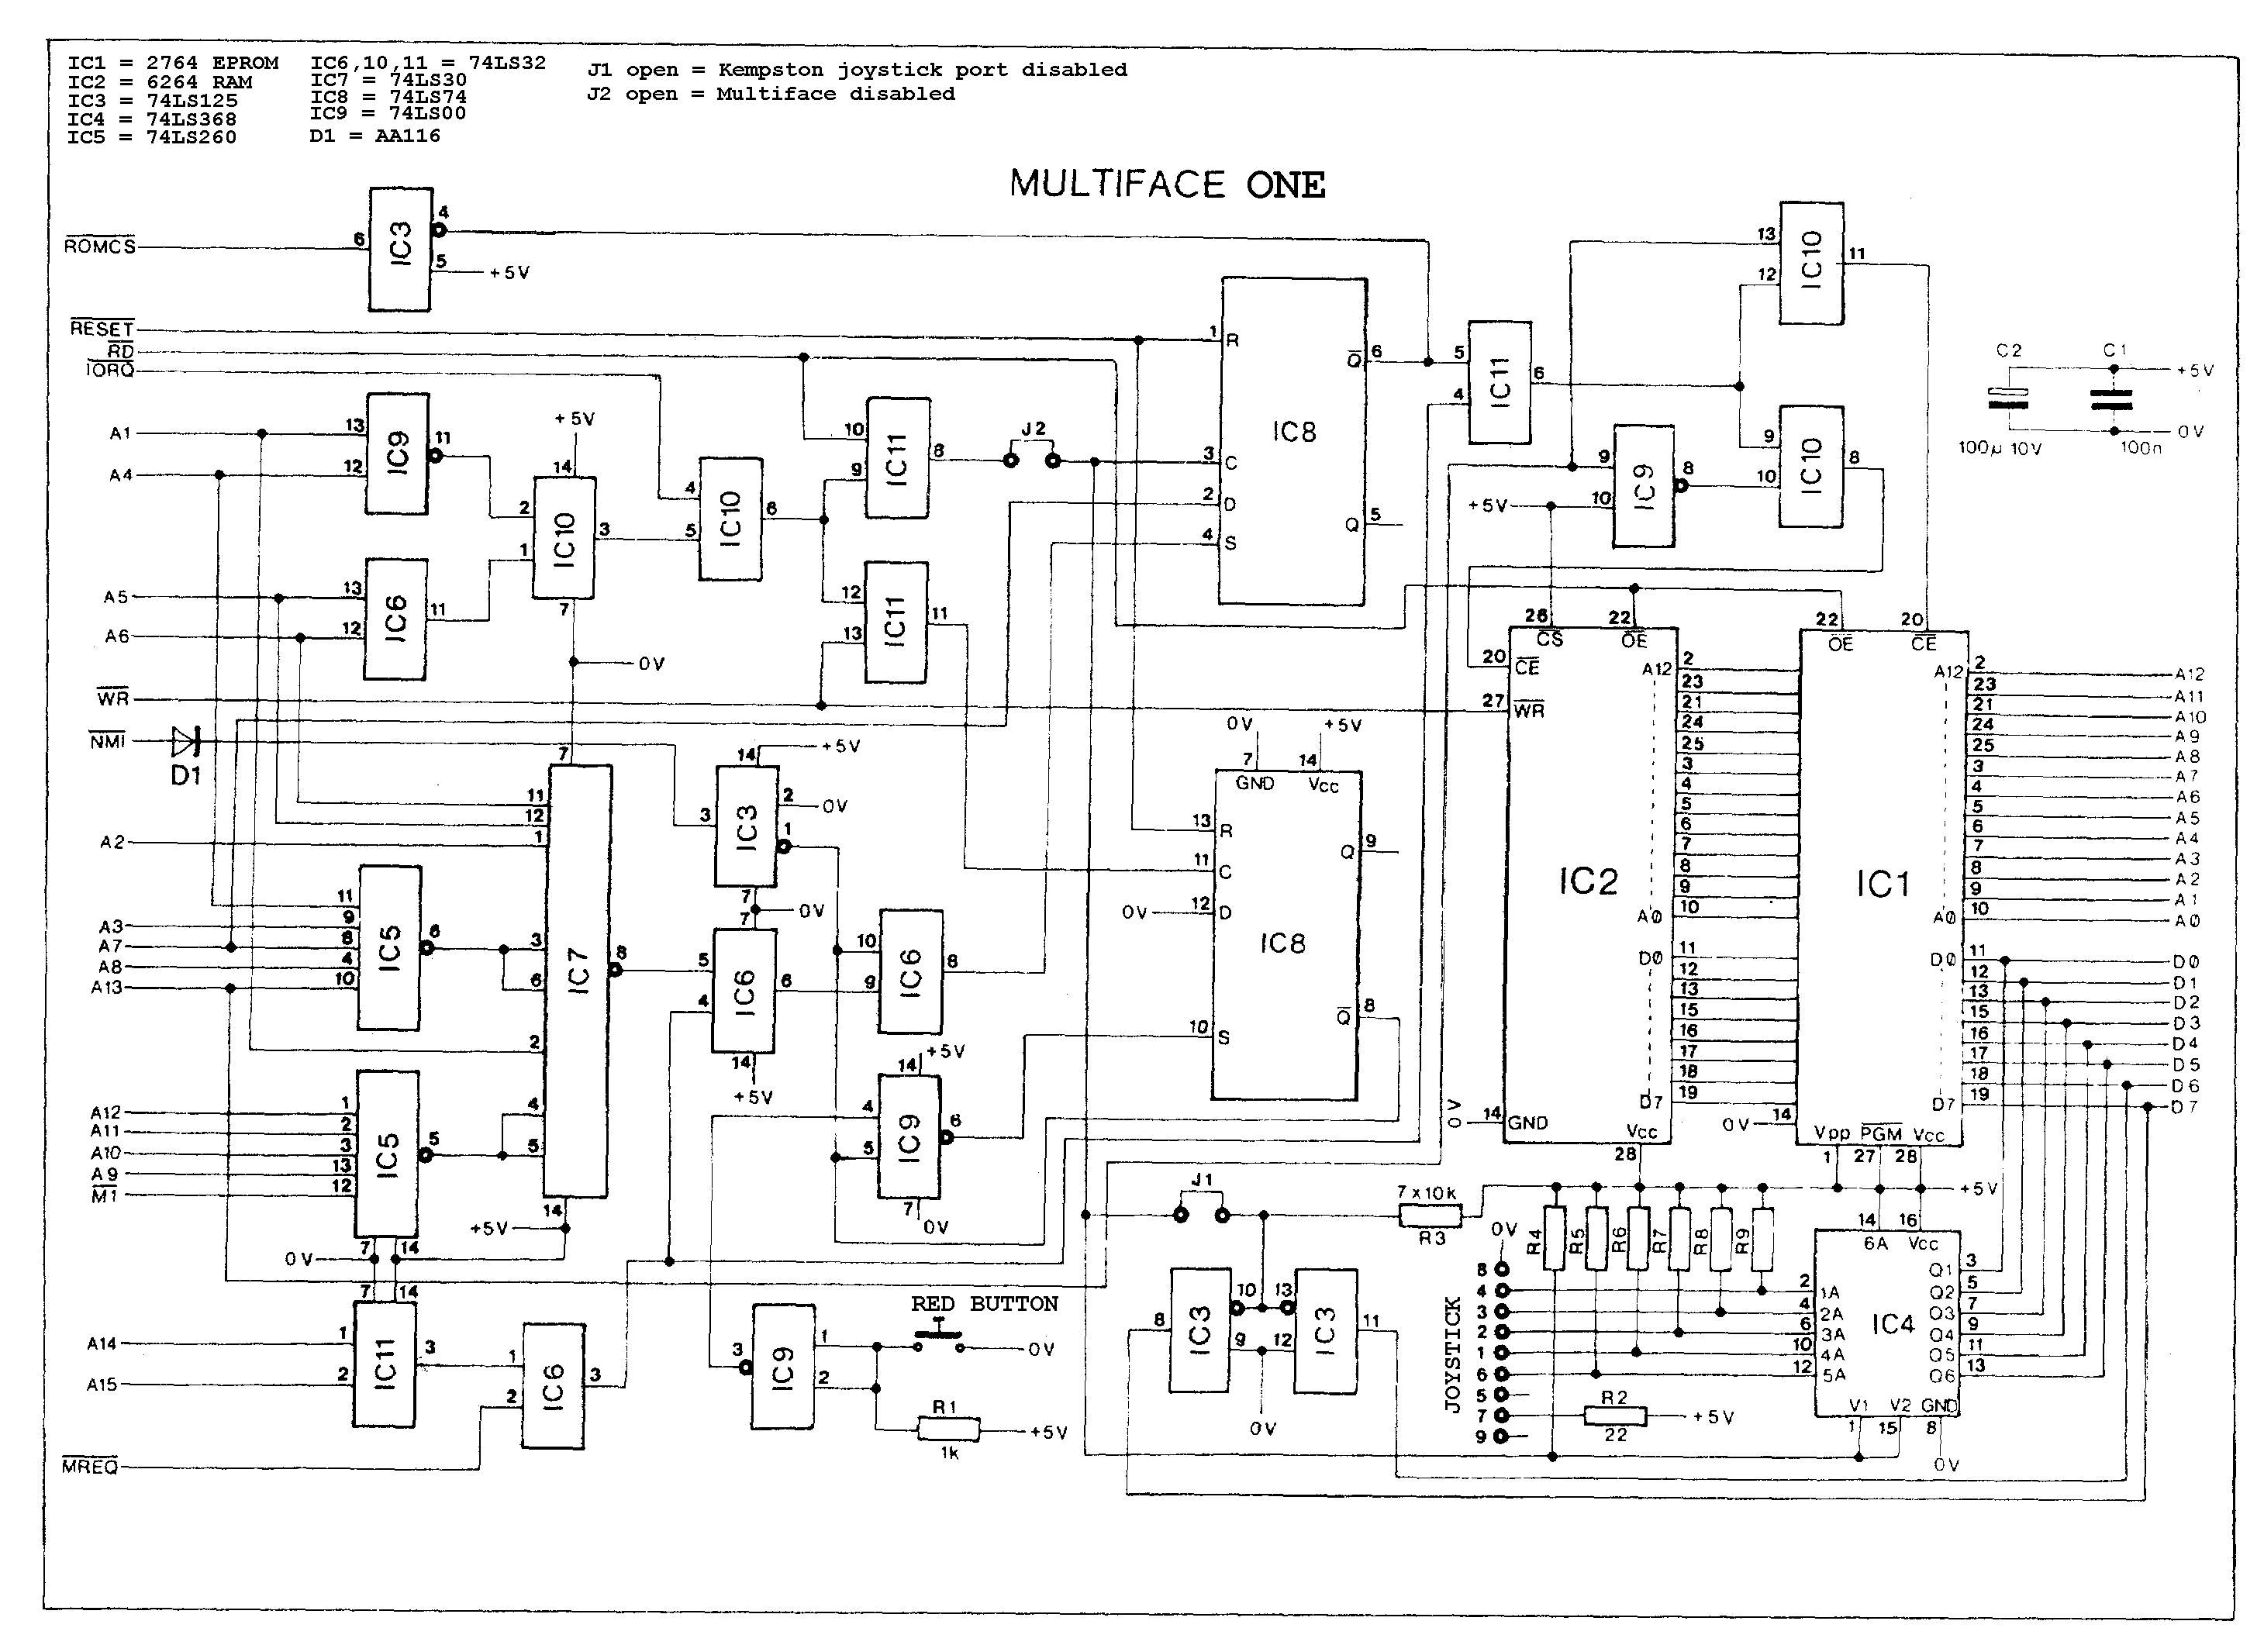 IC1 = 2764 EPROM
IC2 = 6264 RAM
IC3 = 74LS125
IC4 = 74LS368
IC5 = 74LS260
IC6,10,11 = 74LS32
IC7 = 74LS30
IC8 = 74LS74
IC9 = 74LS00
D1 = AA116
J1 open = Kempston joystick port disabled
J2 open = Multiface disabled
MULTIFACE ONE
ROMCS 6 IC3 4
5 +5V
RESET
RD
IORQ
A1 13 IC9 11
A4 12
+5V
14
2 IC10 3
1
7
0V
A5 13 IC6 11
A6 12
4 IC10 6
5
10 IC11 8
9
J2
12 IC11 11
13
WR
NMI
D1
1 R IC8 Q 6
3 C
2 D Q 5
4 S
5 IC11 6
4
13 IC10 11
12
9 IC9 8
+5V 10
9 IC10 8
10
C2 C1
+5V
0V
100µ 10V 100n
7
11
12
A2 1
IC7 8
3
6
2
4
5
14
+5V
11
A3 9
A7 8
A8 4
A13 10
IC5 6
A12 1
A11 2
A10 3
A9 13
M1 12
IC5 5
7 14
0V
7 14
A14 1 IC11 3
A15 2
1 IC6 3
2
MREQ
14 +5V
3 IC3 2 0V
1
7 0V
7
5 IC6 6
4
14
+5V
10 IC6 8
9
14 +5V
4 IC9 6
5
7 0V
3 IC9 1
2
RED BUTTON
0V
R1 +5V
1k
0V +5V
7 14
GND Vcc
13 R IC8 Q 9
11 C
0V 12 D
10 S Q 8
J1
7x10k
R3
8 IC3 10
9
13 IC3 11
12
0V
26 22
CS OE
20 CE
27 WR
IC2
A12 2
23
21
24
25
3
4
5
6
7
8
9
A0 10
D0 11
12
13
15
16
17
18
D7 19
0V 14 GND
Vcc
28
22 20
OE CE
IC1
A12 2 A12
23 A11
21 A10
24 A9
25 A8
3 A7
4 A6
5 A5
6 A4
7 A3
8 A2
9 A1
A0 10 A0
D0 11 D0
12 D1
13 D2
15 D3
16 D4
17 D5
18 D6
D7 19 D7
0V 14
Vpp PGM Vcc
1 27 28
+5V
R4 R5 R6 R7 R8 R9
0V
JOYSTICK
8
4
3
2
1
6
5
7
9
R2
+5V
22
14 16
6A Vcc
IC4
2 1A
4 2A
6 3A
10 4A
12 5A
Q1 3
Q2 5
Q3 7
Q4 9
Q5 11
Q6 13
V1 V2 GND
1 15 8
0V